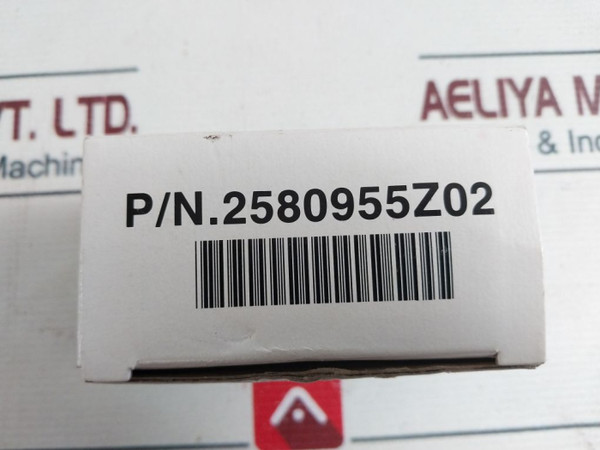 VT. LTD.
Machin
AELIYA M
& Ind
P/N.2580955Z02